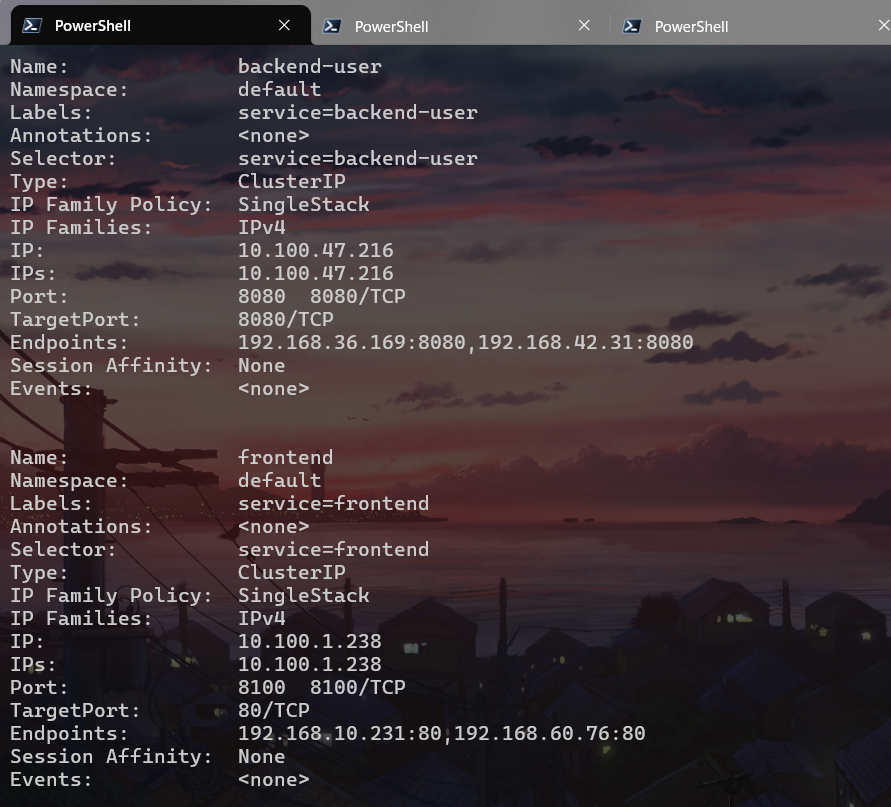 PowerShell
PowerShell
PowerShell
Name: backend-user
Namespace: default
Labels: service=backend-user
Annotations: <none>
Selector: service=backend-user
Type: ClusterIP
IP Family Policy: SingleStack
IP Families: IPv4
IP: 10.100.47.216
IPs: 10.100.47.216
Port: 8080 8080/TCP
TargetPort: 8080/TCP
Endpoints: 192.168.36.169:8080,192.168.42.31:8080
Session Affinity: None
Events: <none>
Name: frontend
Namespace: default
Labels: service=frontend
Annotations: <none>
Selector: service=frontend
Type: ClusterIP
IP Family Policy: SingleStack
IP Families: IPv4
IP: 10.100.1.238
IPs: 10.100.1.238
Port: 8100 8100/TCP
TargetPort: 80/TCP
Endpoints: 192.168.10.231:80,192.168.60.76:80
Session Affinity: None
Events: <none>